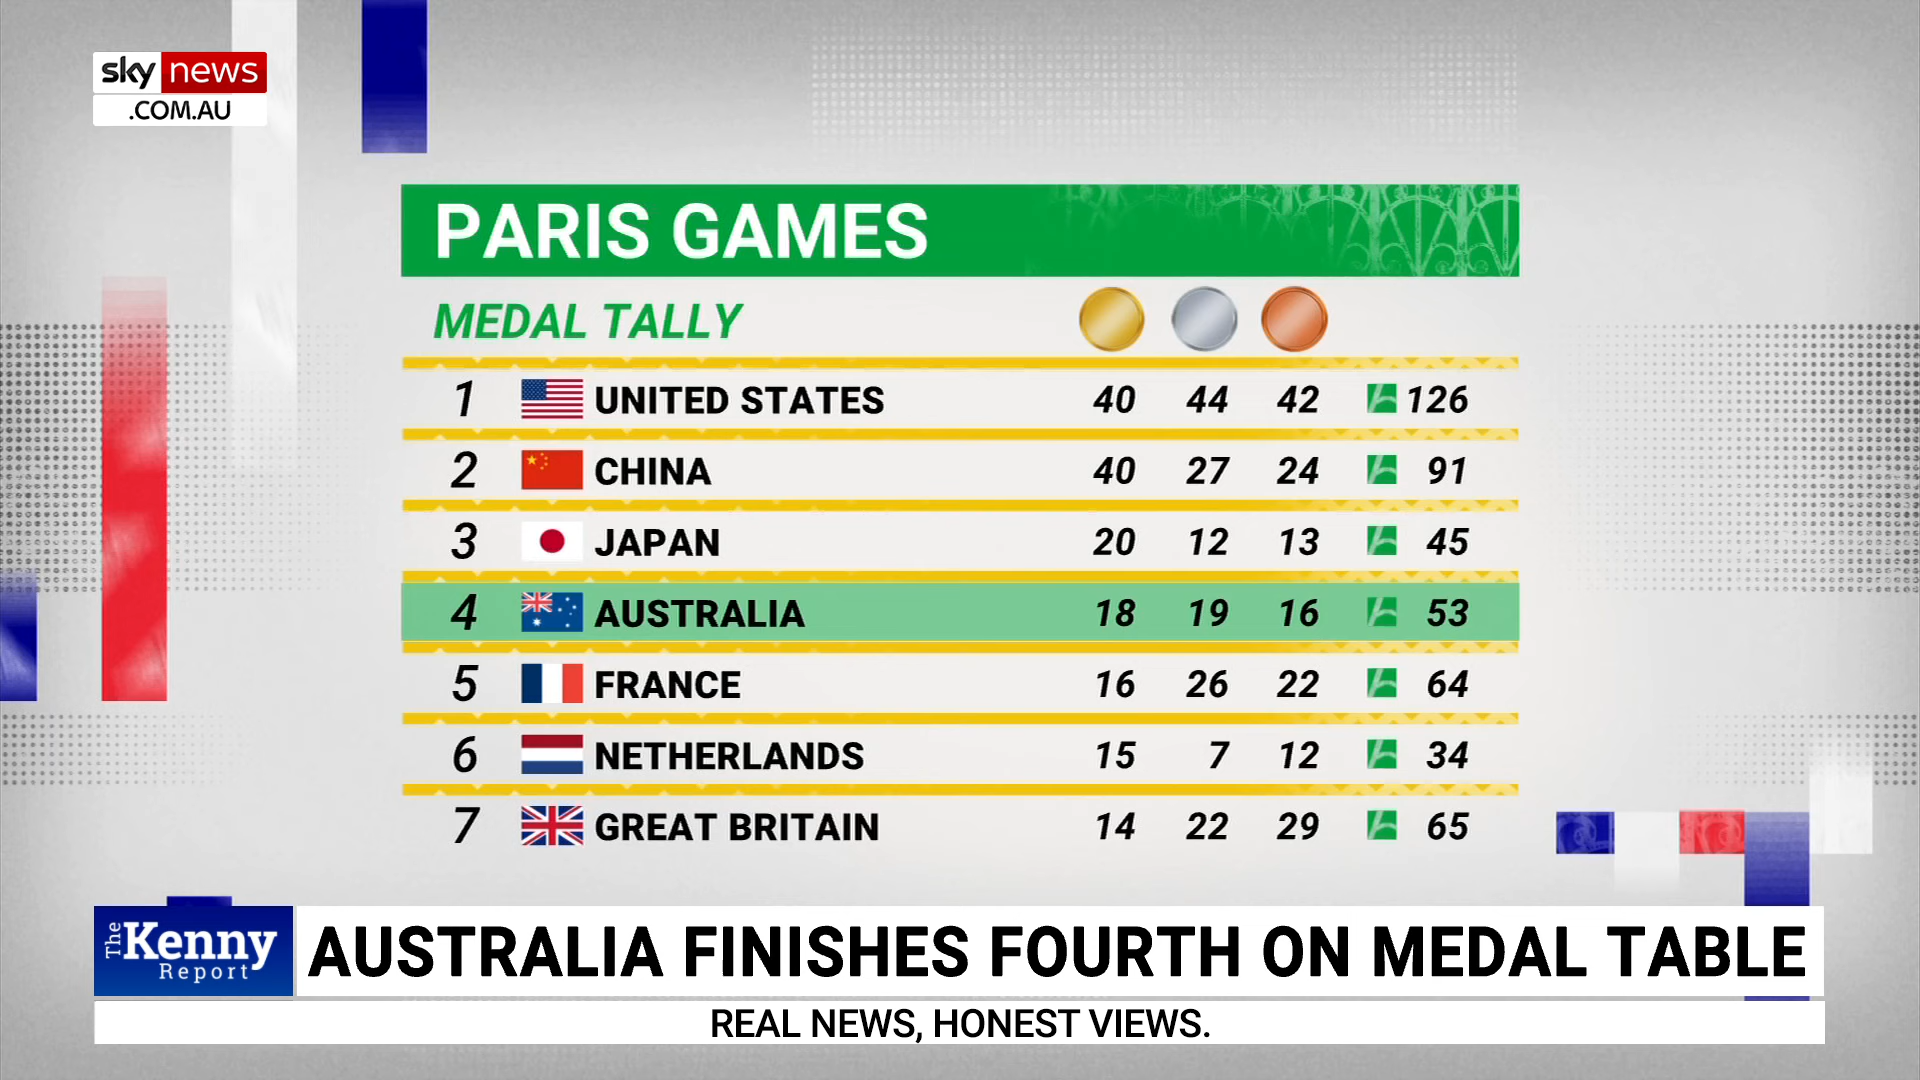 sky news
.COM.AU
PARIS GAMES
MEDAL TALLY
1 UNITED STATES 40 44 42 126
2 CHINA 40 27 24 91
3 JAPAN 20 12 13 45
4 AUSTRALIA 18 19 16 53
5 FRANCE 16 26 22 64
6 NETHERLANDS 15 7 12 34
7 GREAT BRITAIN 14 22 29 65
The Kenny Report
AUSTRALIA FINISHES FOURTH ON MEDAL TABLE
REAL NEWS, HONEST VIEWS.